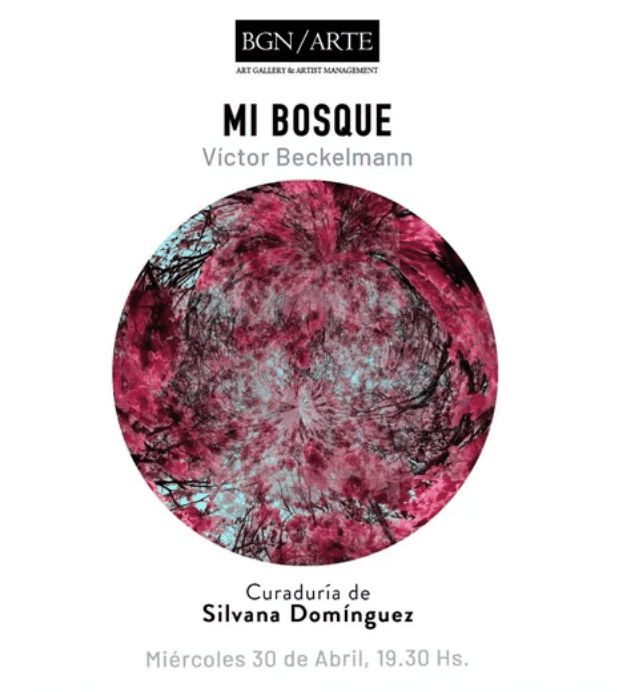 BGN/ARTE
ART GALLERY & ARTIST MANAGEMENT
MI BOSQUE
Víctor Beckelmann
Curaduría de
Silvana Domínguez
Miércoles 30 de Abril, 19.30 Hs.